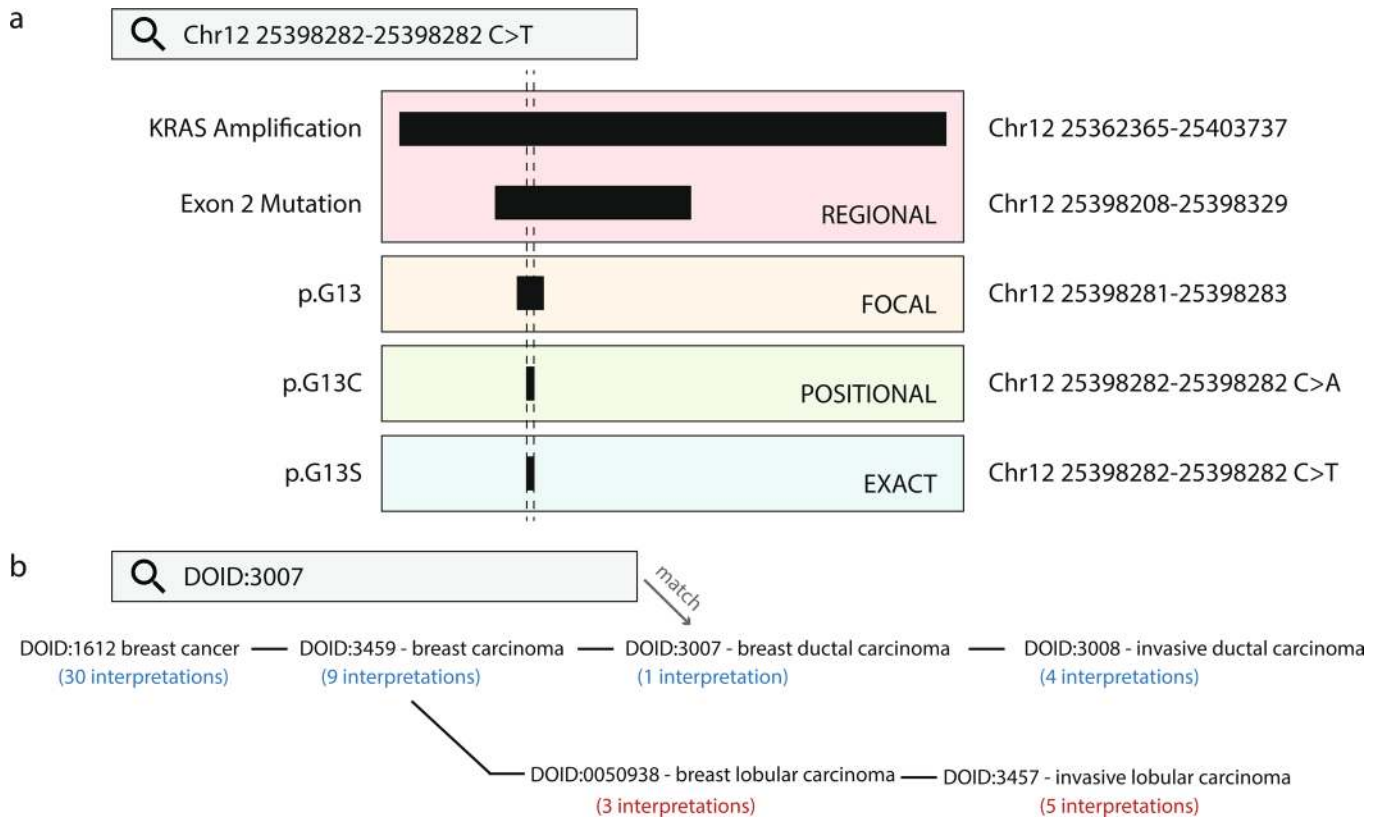 a
Chr12 25398282-25398282 C>T
KRAS Amplification
Chr12 25362365-25403737
Exon 2 Mutation
REGIONAL
Chr12 25398208-25398329
p.G13
FOCAL
Chr12 25398281-25398283
p.G13C
POSITIONAL
Chr12 25398282-25398282 C>A
p.G13S
EXACT
Chr12 25398282-25398282 C>T
b
DOID:3007
match
DOID:1612 breast cancer
DOID:3459 - breast carcinoma
DOID:3007 - breast ductal carcinoma
DOID:3008 - invasive ductal carcinoma
(30 interpretations)
(9 interpretations)
(1 interpretation)
(4 interpretations)
DOID:0050938 - breast lobular carcinoma
DOID:3457 - invasive lobular carcinoma
(3 interpretations)
(5 interpretations)